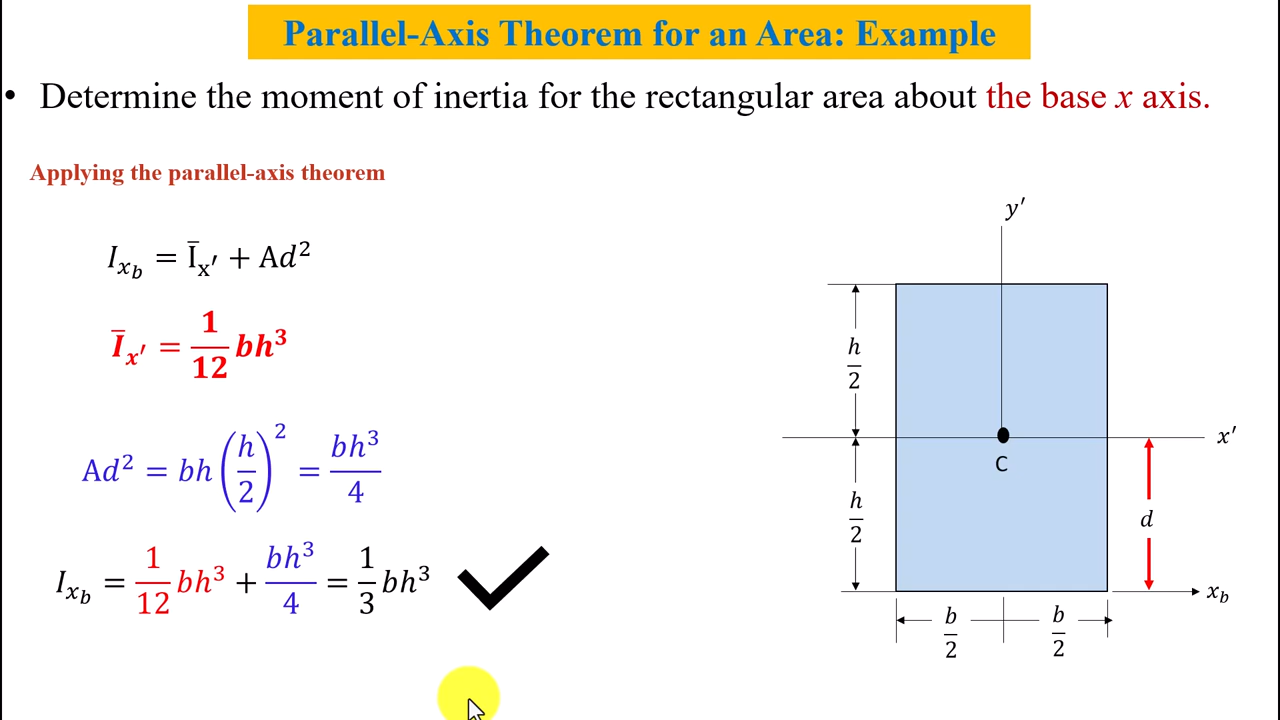 Parallel-Axis Theorem for an Area: Example
• Determine the moment of inertia for the rectangular area about the base x axis.
Applying the parallel-axis theorem
I_{x_b} = Ī_{x′} + Ad²
Ī_{x′} = 1/12 bh³
Ad² = bh (h/2)² = bh³/4
I_{x_b} = 1/12 bh³ + bh³/4 = 1/3 bh³
y′
h/2
x′
C
h/2
d
x_b
b/2 b/2